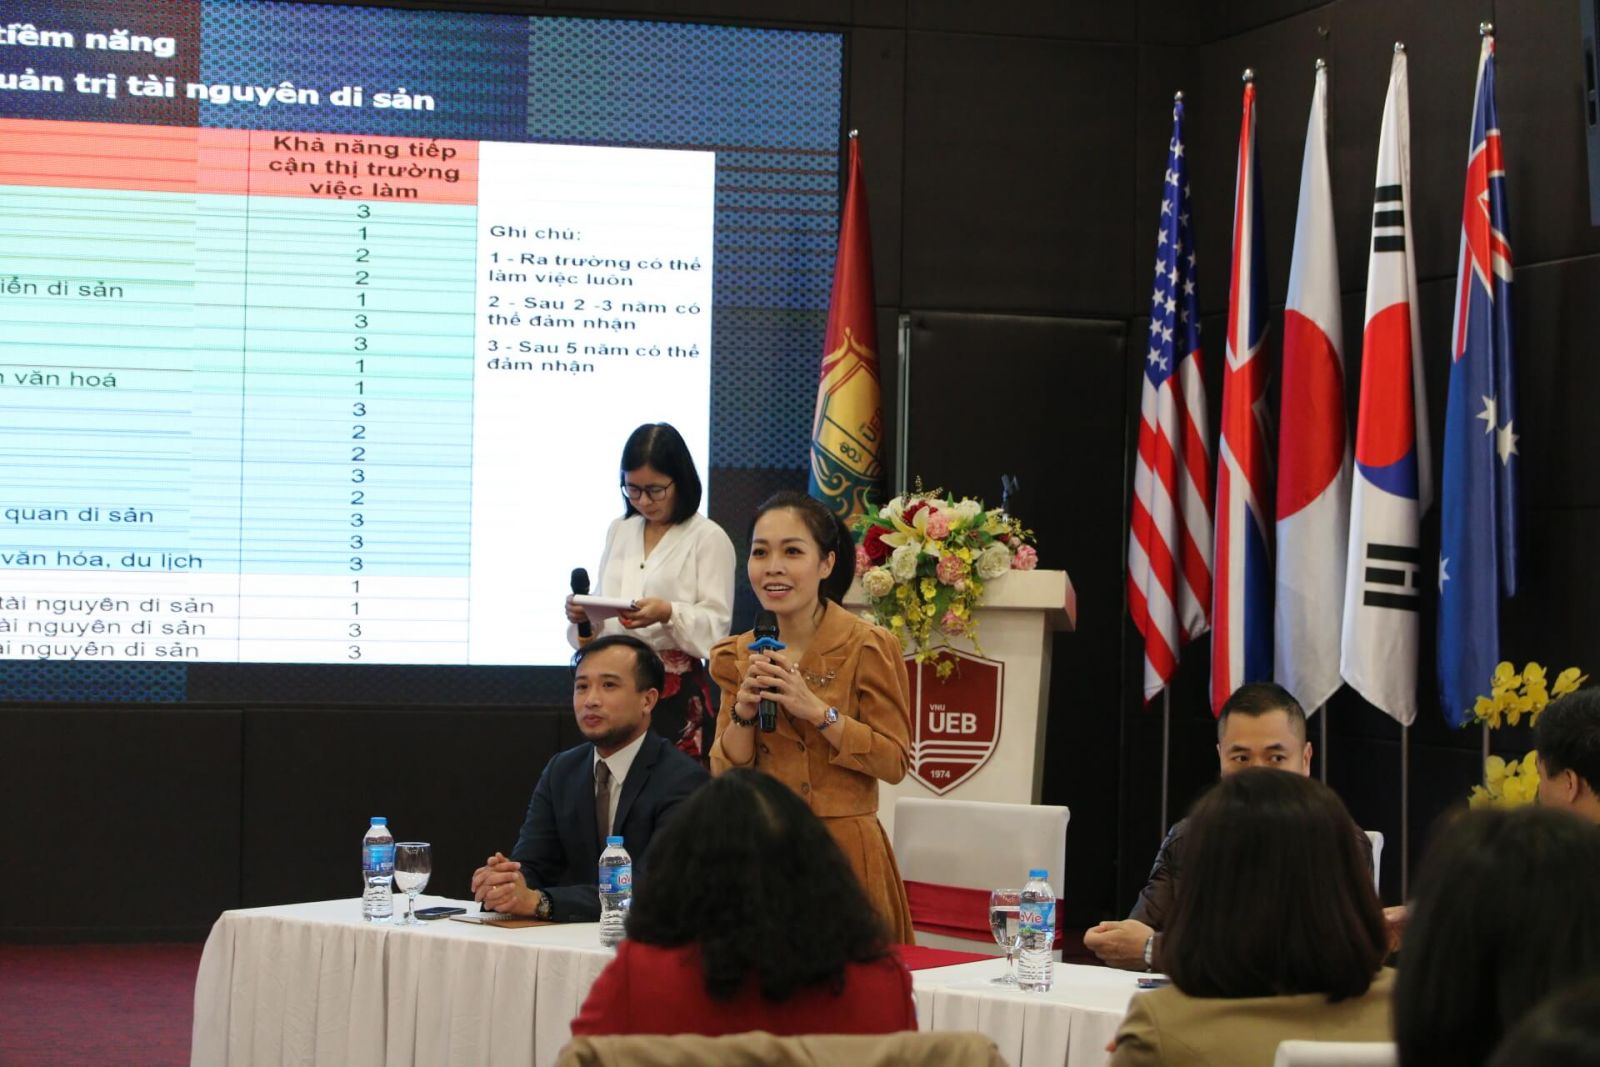 tiềm năng
uản trị tài nguyên di sản
Khả năng tiếp
cận thị trường
việc làm
3
1
2
2
iển di sản 1
3
3
1
n văn hoá 1
3
2
2
3
2
quan di sản 3
3
văn hóa, du lịch 3
1
tài nguyên di sản 1
ài nguyên di sản 3
ài nguyên di sản 3
Ghi chú:
1 - Ra trường có thể
làm việc luôn
2 - Sau 2 -3 năm có
thể đảm nhận
3 - Sau 5 năm có thể
đảm nhận
UEB
VNU
UEB
1974
LaVie
aVie